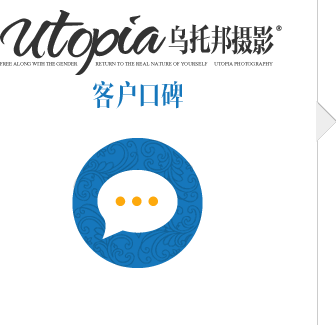 utopia 乌托邦摄影®
FREE ALONG WITH THE GENDER RETURN TO THE REAL NATURE OF YOURSELF UTOPIA PHOTOGRAPHY
客户口碑